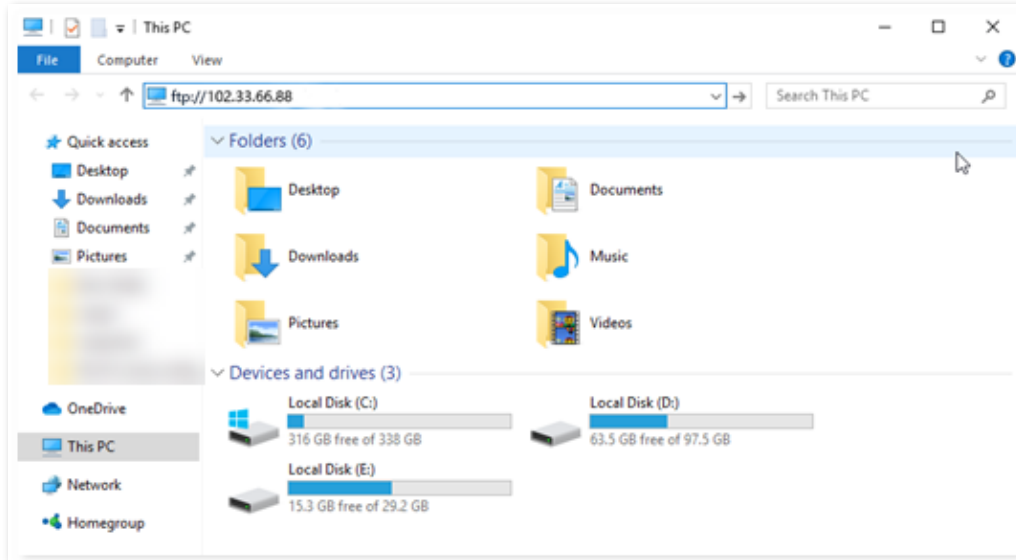 This PC
File Computer View
ftp://102.33.66.88
Search This PC
Quick access
Desktop
Downloads
Documents
Pictures
OneDrive
This PC
Network
Homegroup
Folders (6)
Desktop Documents
Downloads Music
Pictures Videos
Devices and drives (3)
Local Disk (C:)
316 GB free of 338 GB
Local Disk (D:)
63.5 GB free of 97.5 GB
Local Disk (E:)
15.3 GB free of 29.2 GB